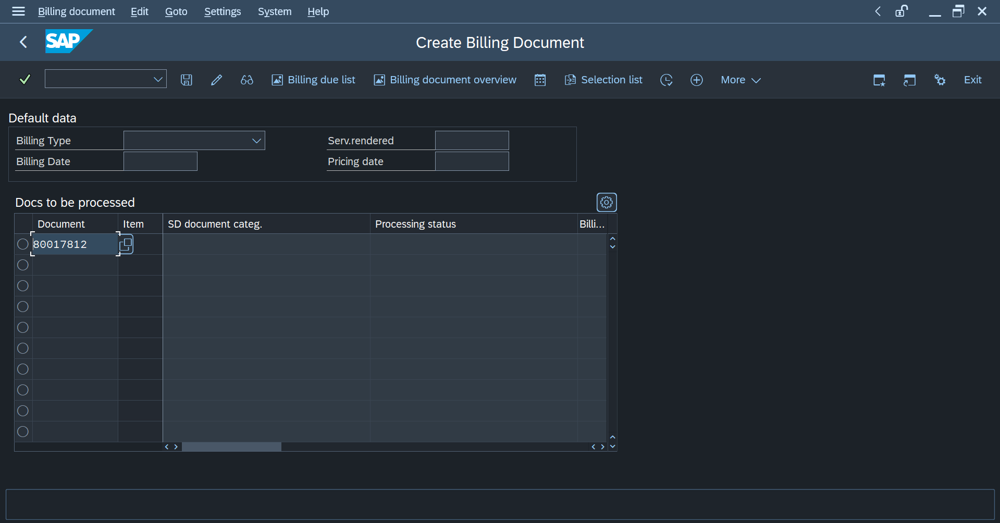 Billing document Edit Goto Settings System Help
SAP
Create Billing Document
Billing due list Billing document overview Selection list More Exit
Default data
Billing Type Serv.rendered
Billing Date Pricing date
Docs to be processed
Document Item SD document categ. Processing status Billi...
80017812